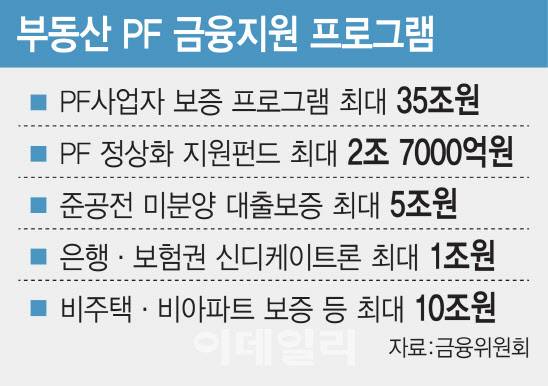 부동산 PF 금융지원 프로그램
■ PF사업자 보증 프로그램 최대 35조원
■ PF 정상화 지원펀드 최대 2조 7000억원
■ 준공전 미분양 대출보증 최대 5조원
■ 은행·보험권 신디케이트론 최대 1조원
■ 비주택·비아파트 보증 등 최대 10조원
이데일리
자료:금융위원회